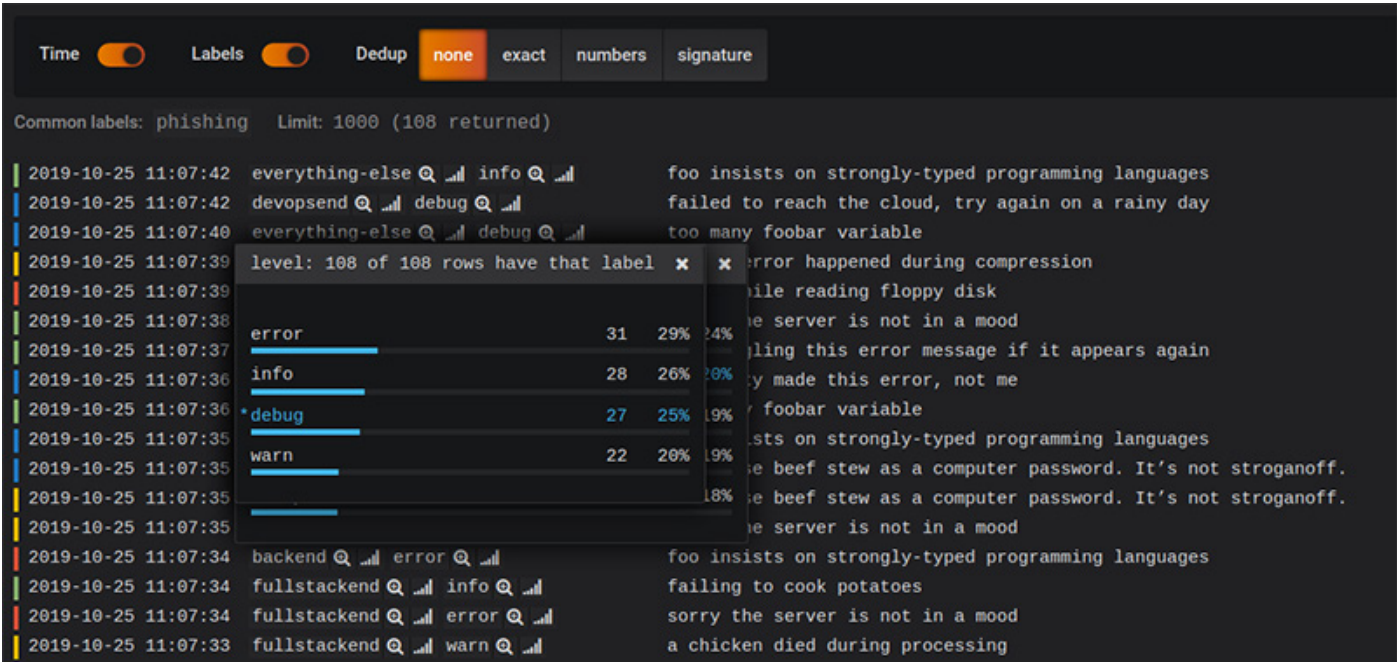 Time Labels Dedup none exact numbers signature
Common labels: phishing Limit: 1000 (108 returned)
2019-10-25 11:07:42 everything-else info foo insists on strongly-typed programming languages
2019-10-25 11:07:42 devopsend debug failed to reach the cloud, try again on a rainy day
2019-10-25 11:07:40 everything-else debug too many foobar variable
2019-10-25 11:07:39 level: 108 of 108 rows have that label × × error happened during compression
2019-10-25 11:07:39 while reading floppy disk
2019-10-25 11:07:38 error 31 29% 24% the server is not in a mood
2019-10-25 11:07:37 gling this error message if it appears again
2019-10-25 11:07:36 info 28 26% 20% y made this error, not me
2019-10-25 11:07:36 *debug 27 25% 19% foobar variable
2019-10-25 11:07:35 sts on strongly-typed programming languages
2019-10-25 11:07:35 warn 22 20% 19% se beef stew as a computer password. It’s not stroganoff.
2019-10-25 11:07:35 18% se beef stew as a computer password. It’s not stroganoff.
2019-10-25 11:07:35 he server is not in a mood
2019-10-25 11:07:34 backend error foo insists on strongly-typed programming languages
2019-10-25 11:07:34 fullstackend info failing to cook potatoes
2019-10-25 11:07:34 fullstackend error sorry the server is not in a mood
2019-10-25 11:07:33 fullstackend warn a chicken died during processing